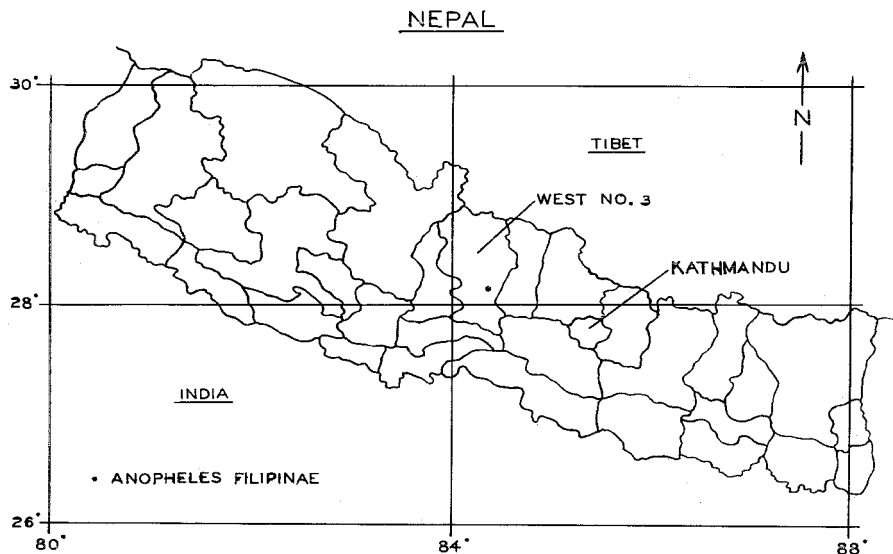 NEPAL
30°
N
TIBET
WEST NO. 3
KATHMANDU
28°
INDIA
• ANOPHELES FILIPINAE
26°
80°
84°
88°